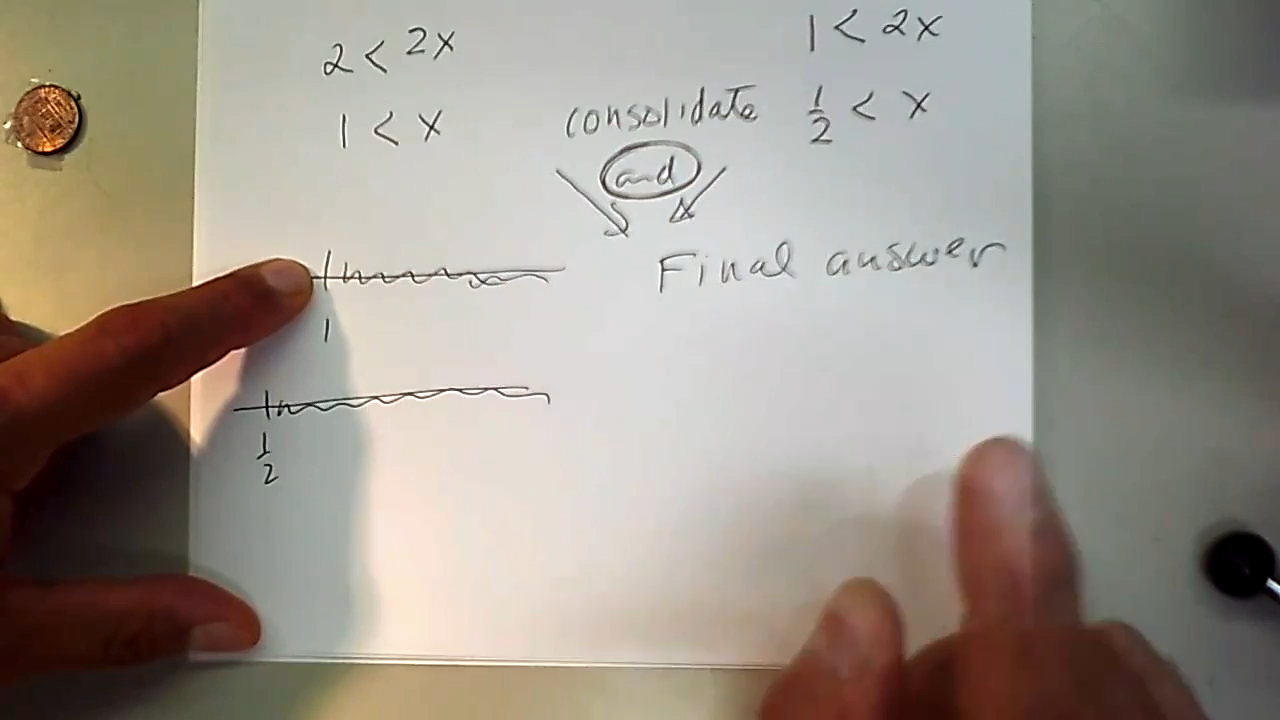 2 < 2x
1 < 2x
1 < x
consolidate
1/2 < x
and
Final answer
1
1
2